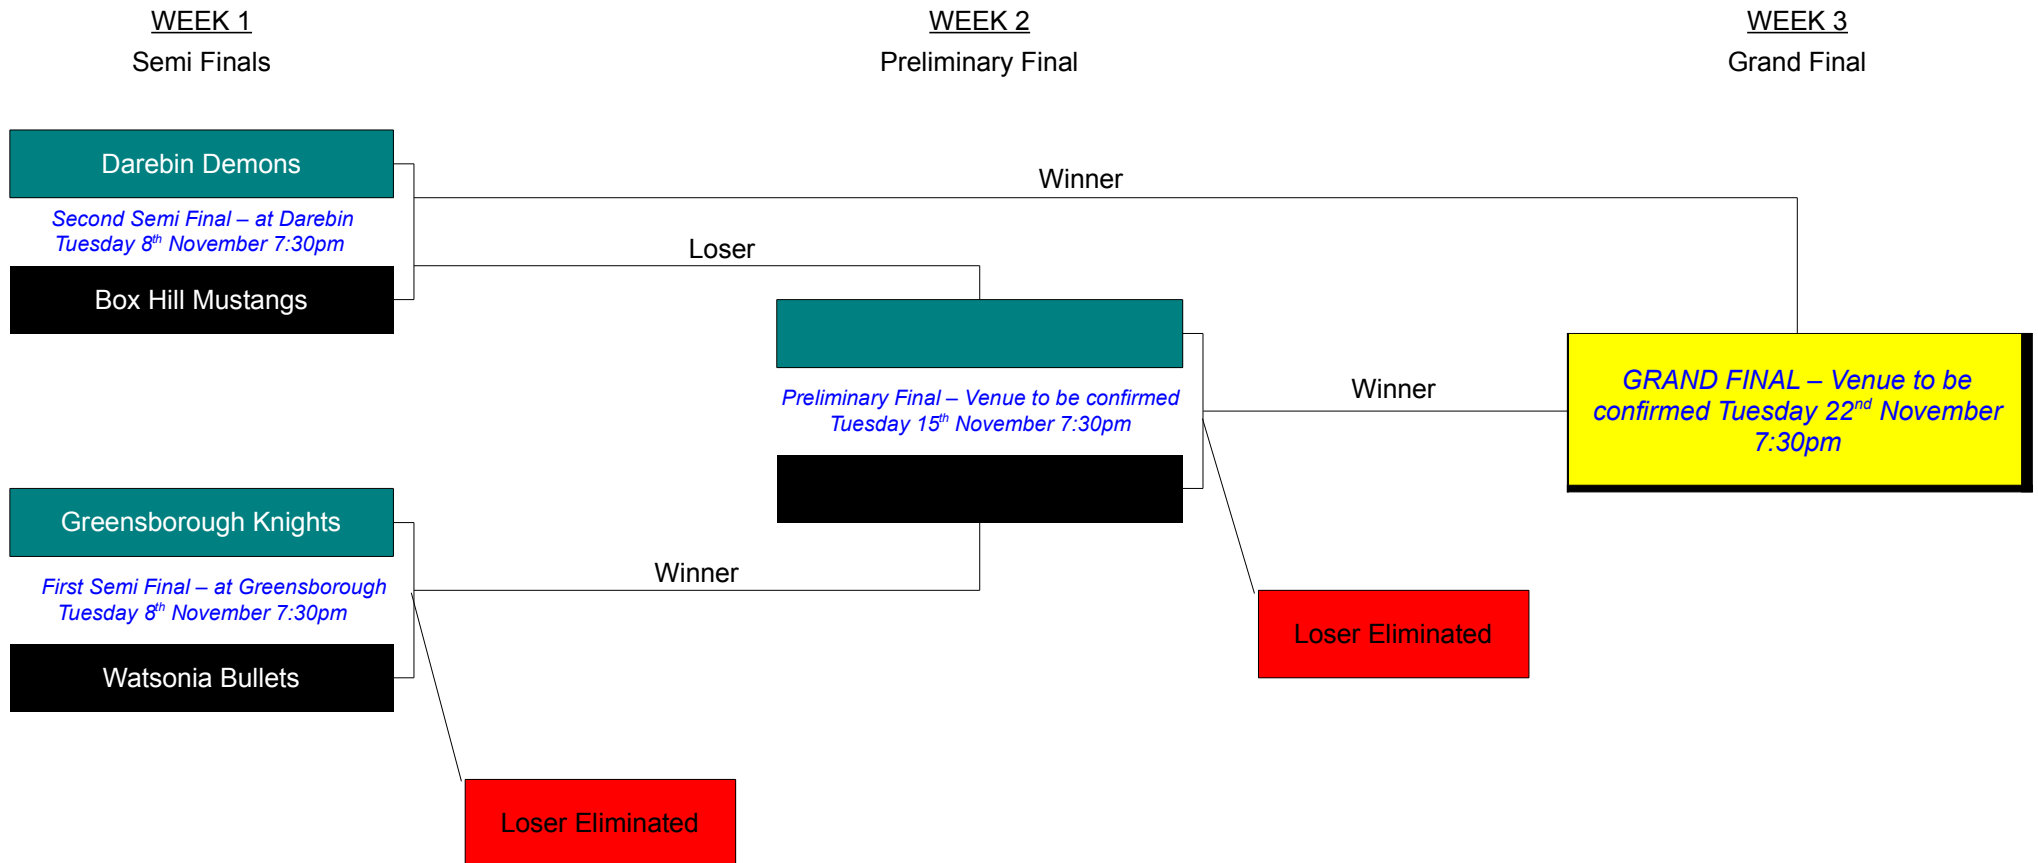 WEEK 1
Semi Finals
WEEK 2
Preliminary Final
WEEK 3
Grand Final
Darebin Demons
Second Semi Final – at Darebin
Tuesday 8th November 7:30pm
Box Hill Mustangs
Winner
Loser
Preliminary Final – Venue to be confirmed
Tuesday 15th November 7:30pm
Winner
GRAND FINAL – Venue to be
confirmed Tuesday 22nd November
7:30pm
Greensborough Knights
First Semi Final – at Greensborough
Tuesday 8th November 7:30pm
Watsonia Bullets
Winner
Loser Eliminated
Loser Eliminated